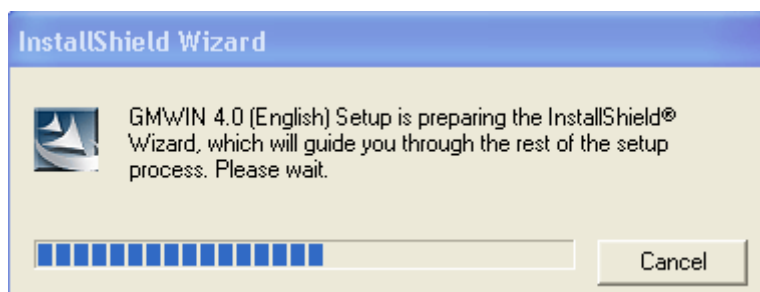 InstallShield Wizard
GMWIN 4.0 (English) Setup is preparing the InstallShield®
Wizard, which will guide you through the rest of the setup
process. Please wait.
Cancel